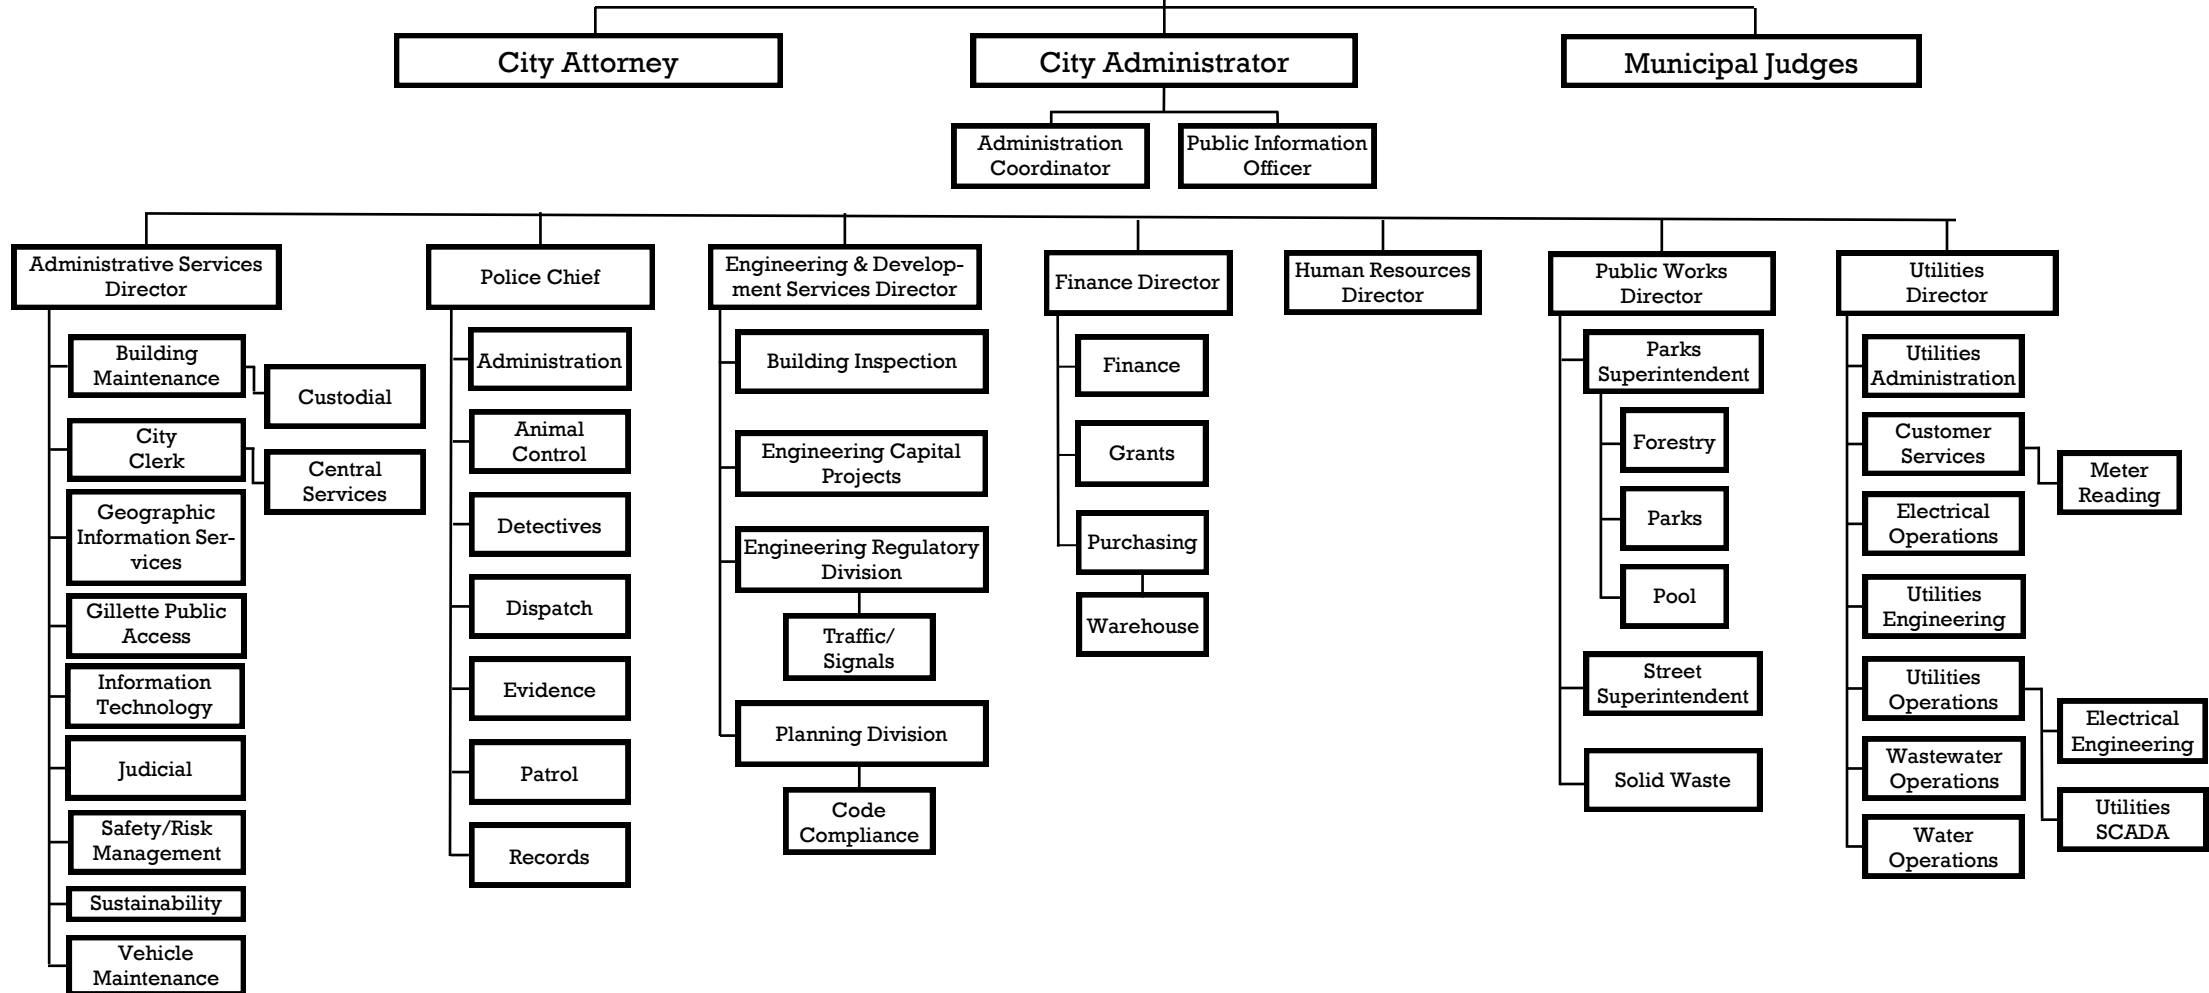 City Attorney
City Administrator
Municipal Judges
Administration
Coordinator
Public Information
Officer
Administrative Services
Director
Police Chief
Engineering & Develop-
ment Services Director
Finance Director
Human Resources
Director
Public Works
Director
Utilities
Director
Building
Maintenance
Custodial
City
Clerk
Central
Services
Geographic
Information Ser-
vices
Gillette Public
Access
Information
Technology
Judicial
Safety/Risk
Management
Sustainability
Vehicle
Maintenance
Administration
Animal
Control
Detectives
Dispatch
Evidence
Patrol
Records
Building Inspection
Engineering Capital
Projects
Engineering Regulatory
Division
Traffic/
Signals
Planning Division
Code
Compliance
Finance
Grants
Purchasing
Warehouse
Parks
Superintendent
Forestry
Parks
Pool
Street
Superintendent
Solid Waste
Utilities
Administration
Customer
Services
Meter
Reading
Electrical
Operations
Utilities
Engineering
Utilities
Operations
Electrical
Engineering
Utilities
SCADA
Wastewater
Operations
Water
Operations